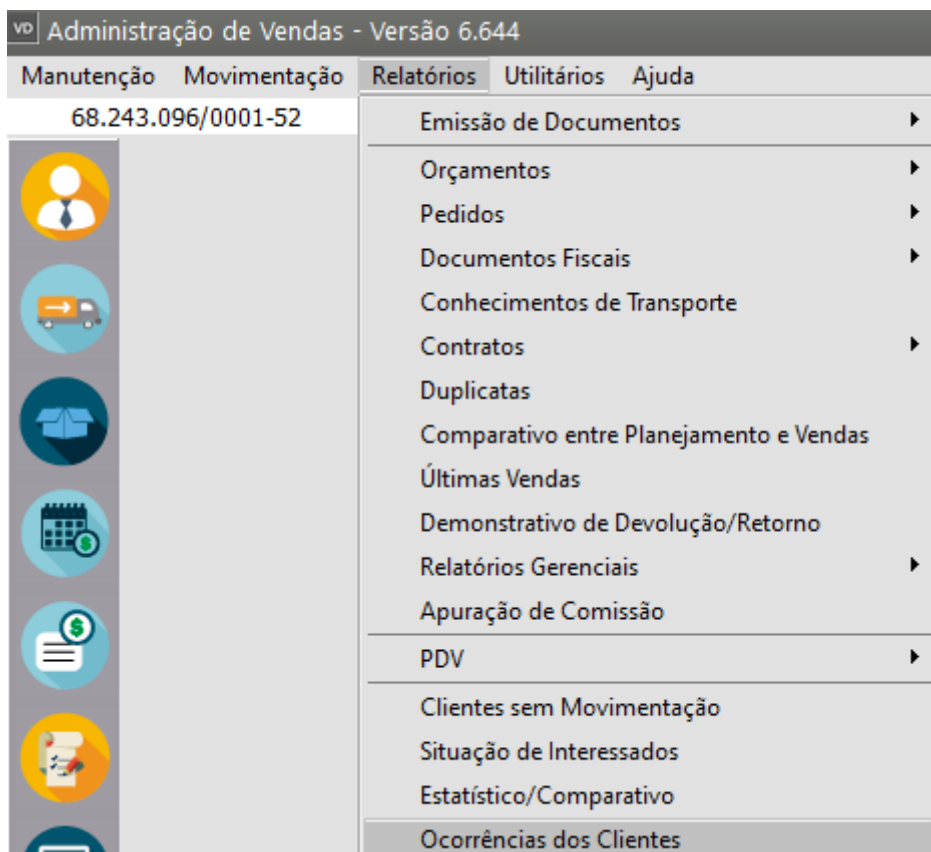 VD Administração de Vendas - Versão 6.644
Manutenção Movimentação Relatórios Utilitários Ajuda
68.243.096/0001-52
Emissão de Documentos
Orçamentos
Pedidos
Documentos Fiscais
Conhecimentos de Transporte
Contratos
Duplicatas
Comparativo entre Planejamento e Vendas
Últimas Vendas
Demonstrativo de Devolução/Retorno
Relatórios Gerenciais
Apuração de Comissão
PDV
Clientes sem Movimentação
Situação de Interessados
Estatístico/Comparativo
Ocorrências dos Clientes